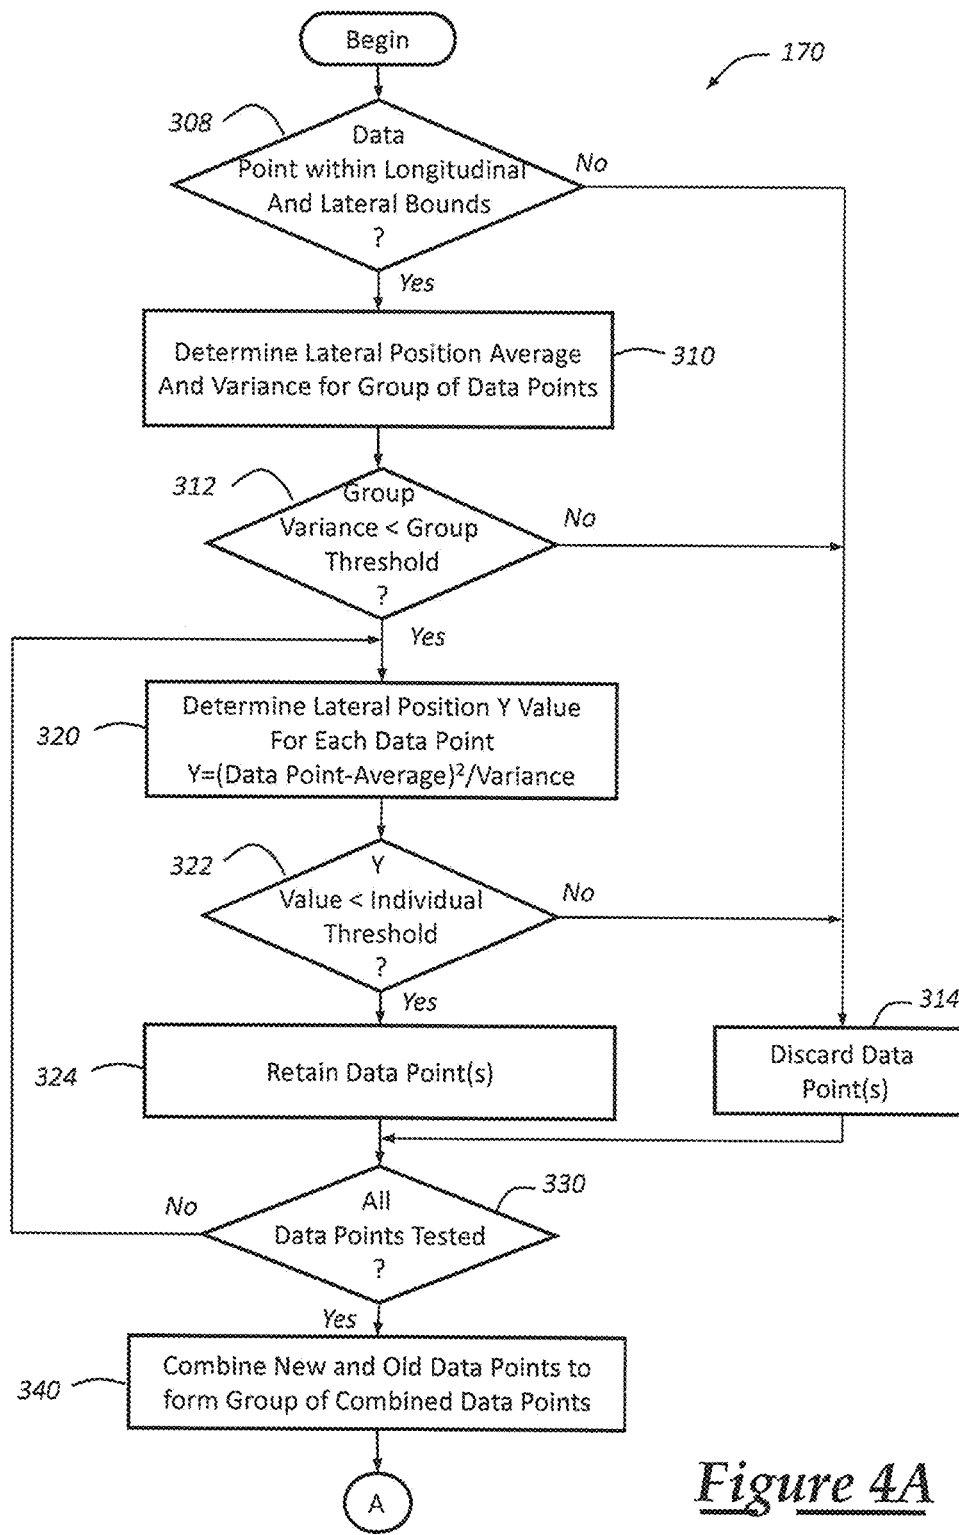 Begin
170
308
Data
Point within Longitudinal
And Lateral Bounds
?
No
Yes
Determine Lateral Position Average
And Variance for Group of Data Points
310
312
Group
Variance < Group
Threshold
?
No
Yes
320
Determine Lateral Position Y Value
For Each Data Point
Y=(Data Point-Average)²/Variance
322
Y
Value < Individual
Threshold
?
No
Yes
324
Retain Data Point(s)
314
Discard Data
Point(s)
330
All
Data Points Tested
?
No
Yes
340
Combine New and Old Data Points to
form Group of Combined Data Points
A
Figure 4A